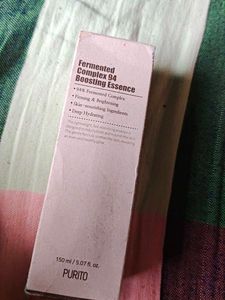 Fermented
Complex 94
Boosting Essence
• 94% Fermented Complex
• Firming & Brightening
• Skin-nourishing Ingredients
• Deep Hydrating
150 ml / 5.07 fl. oz.
PURITO